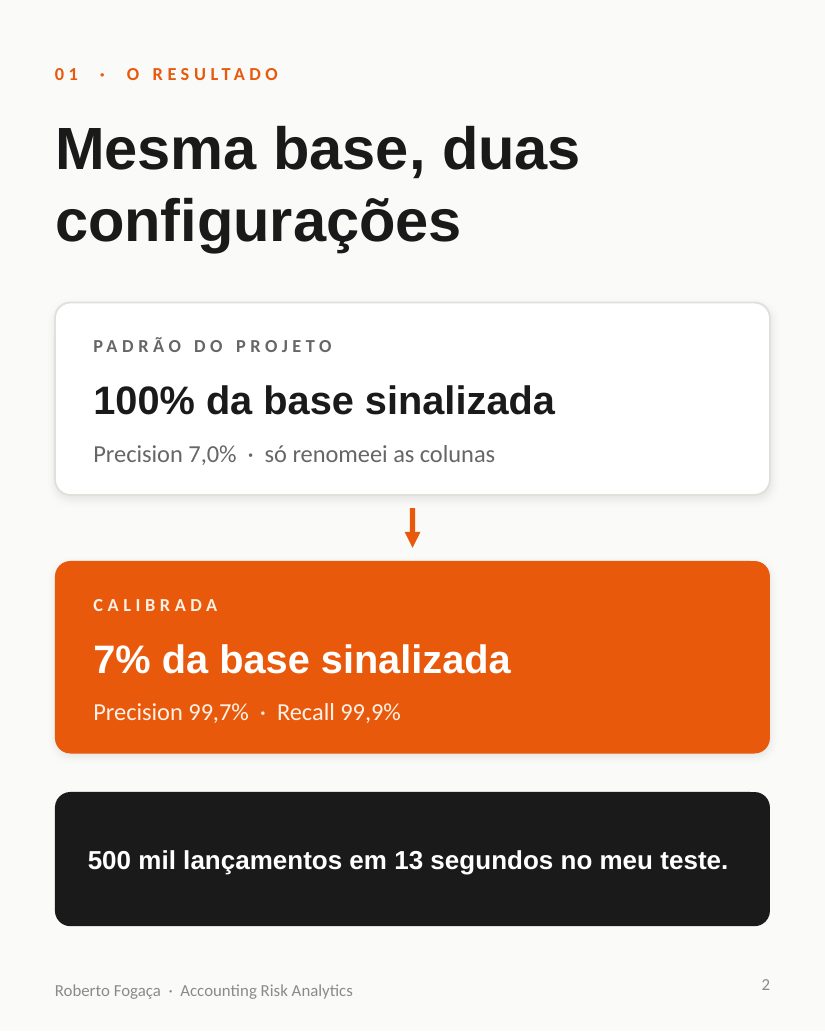 01 · O RESULTADO
Mesma base, duas
configurações
PADRÃO DO PROJETO
100% da base sinalizada
Precision 7,0% · só renomeei as colunas
CALIBRADA
7% da base sinalizada
Precision 99,7% · Recall 99,9%
500 mil lançamentos em 13 segundos no meu teste.
Roberto Fogaça · Accounting Risk Analytics
2